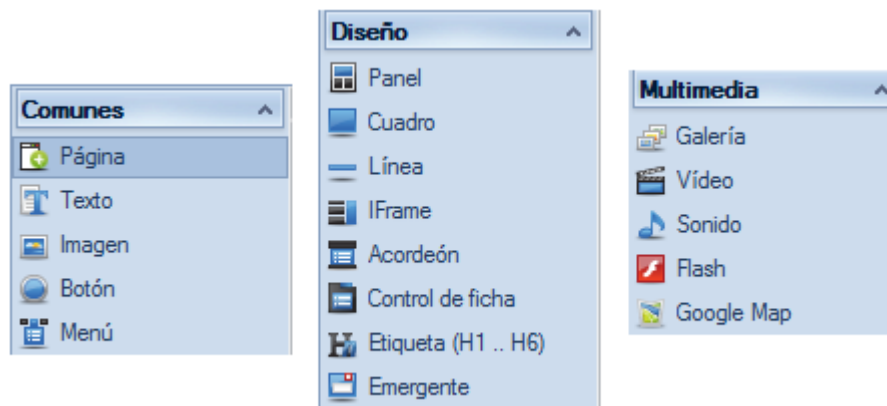 Comunes
Página
Texto
Imagen
Botón
Menú
Diseño
Panel
Cuadro
Línea
IFrame
Acordeón
Control de ficha
Etiqueta (H1 .. H6)
Emergente
Multimedia
Galería
Vídeo
Sonido
Flash
Google Map